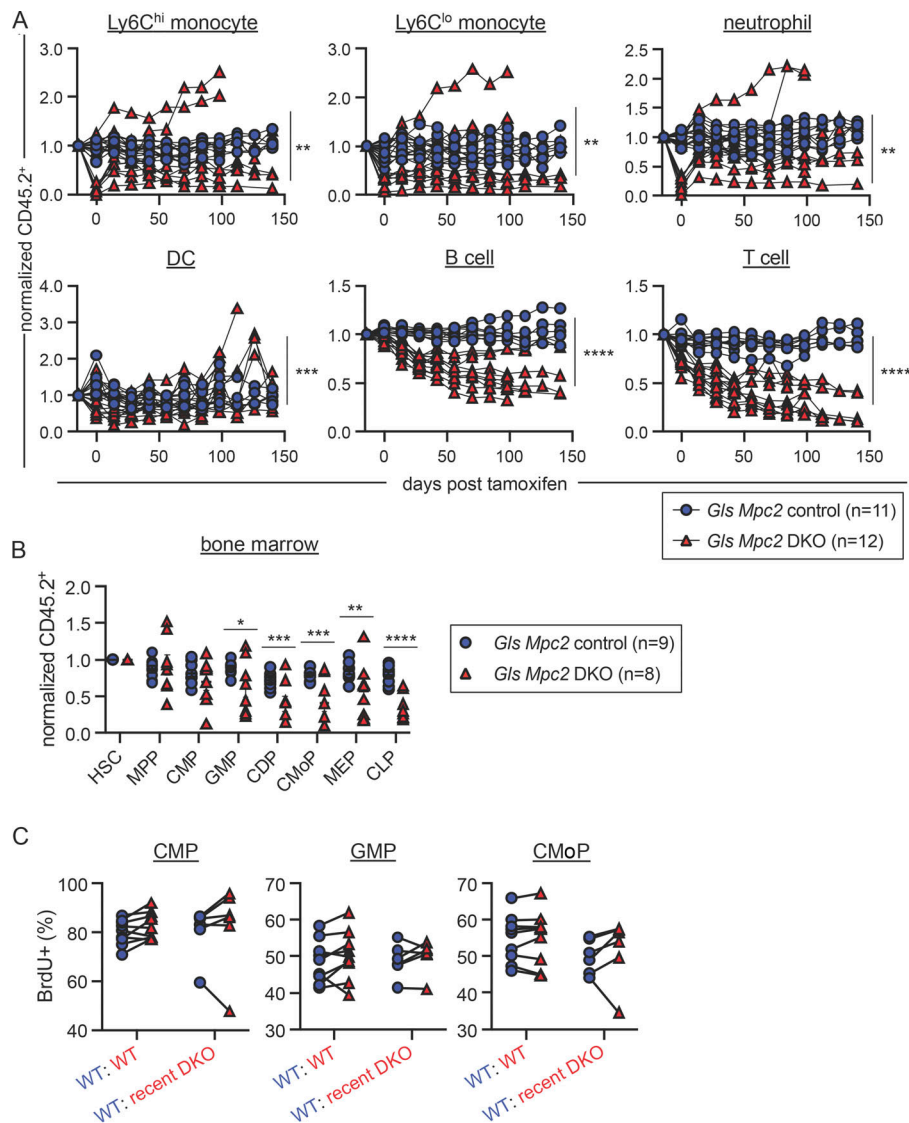 A
Ly6Chi monocyte
Ly6Clo monocyte
neutrophil
normalized CD45.2+
3.0
2.0
1.0
0.0
0 50 100 150
**
3.0
2.0
1.0
0.0
0 50 100 150
**
2.5
2.0
1.5
1.0
0.5
0.0
0 50 100 150
**
DC
B cell
T cell
4.0
3.0
2.0
1.0
0.0
0 50 100 150
***
1.5
1.0
0.5
0.0
0 50 100 150
****
1.5
1.0
0.5
0.0
0 50 100 150
****
days post tamoxifen
Gls Mpc2 control (n=11)
Gls Mpc2 DKO (n=12)
B
bone marrow
normalized CD45.2+
2.0
1.5
1.0
0.5
0.0
* *** *** ** ****
HSC MPP CMP GMP CDP CMoP MEP CLP
Gls Mpc2 control (n=9)
Gls Mpc2 DKO (n=8)
C
CMP
GMP
CMoP
BrdU+ (%)
100
80
60
40
WT: WT
WT: recent DKO
70
60
50
40
30
WT: WT
WT: recent DKO
70
60
50
40
30
WT: WT
WT: recent DKO